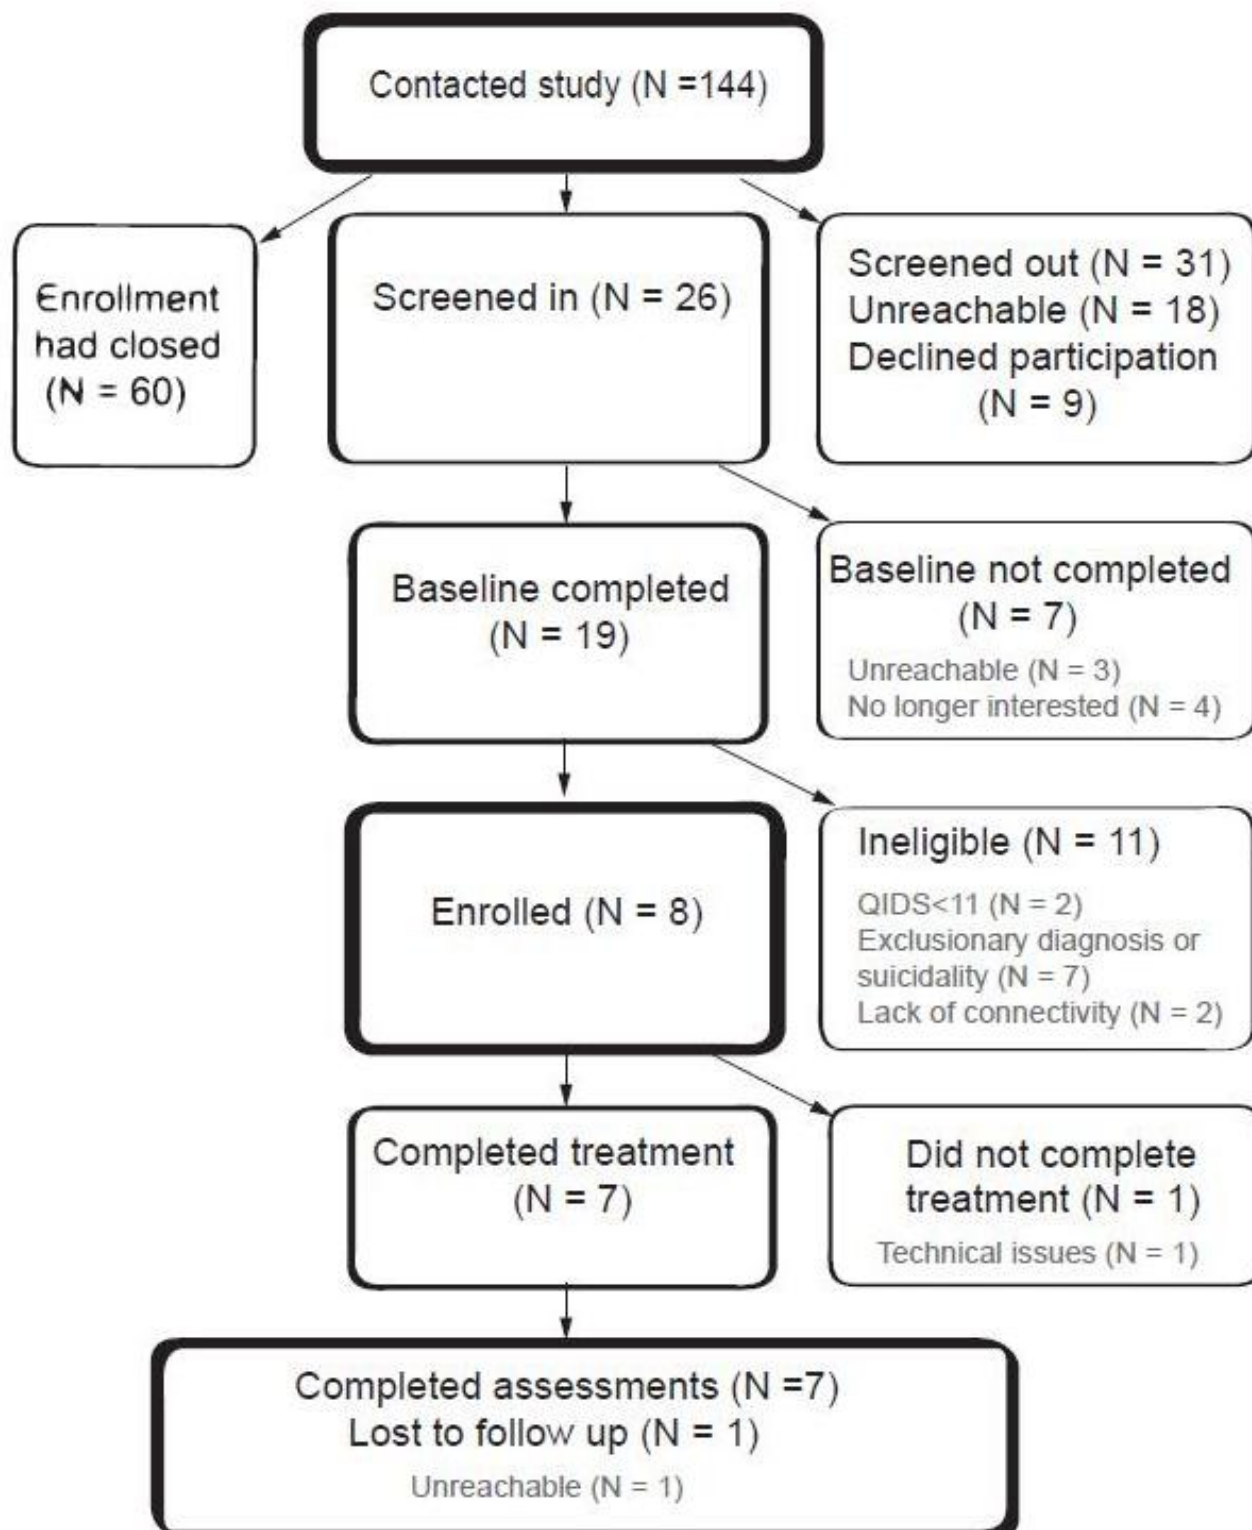 Contacted study (N =144)
Enrollment
had closed
(N = 60)
Screened in (N = 26)
Screened out (N = 31)
Unreachable (N = 18)
Declined participation
(N = 9)
Baseline completed
(N = 19)
Baseline not completed
(N = 7)
Unreachable (N = 3)
No longer interested (N = 4)
Enrolled (N = 8)
Ineligible (N = 11)
QIDS<11 (N = 2)
Exclusionary diagnosis or
suicidality (N = 7)
Lack of connectivity (N = 2)
Completed treatment
(N = 7)
Did not complete
treatment (N = 1)
Technical issues (N = 1)
Completed assessments (N =7)
Lost to follow up (N = 1)
Unreachable (N = 1)